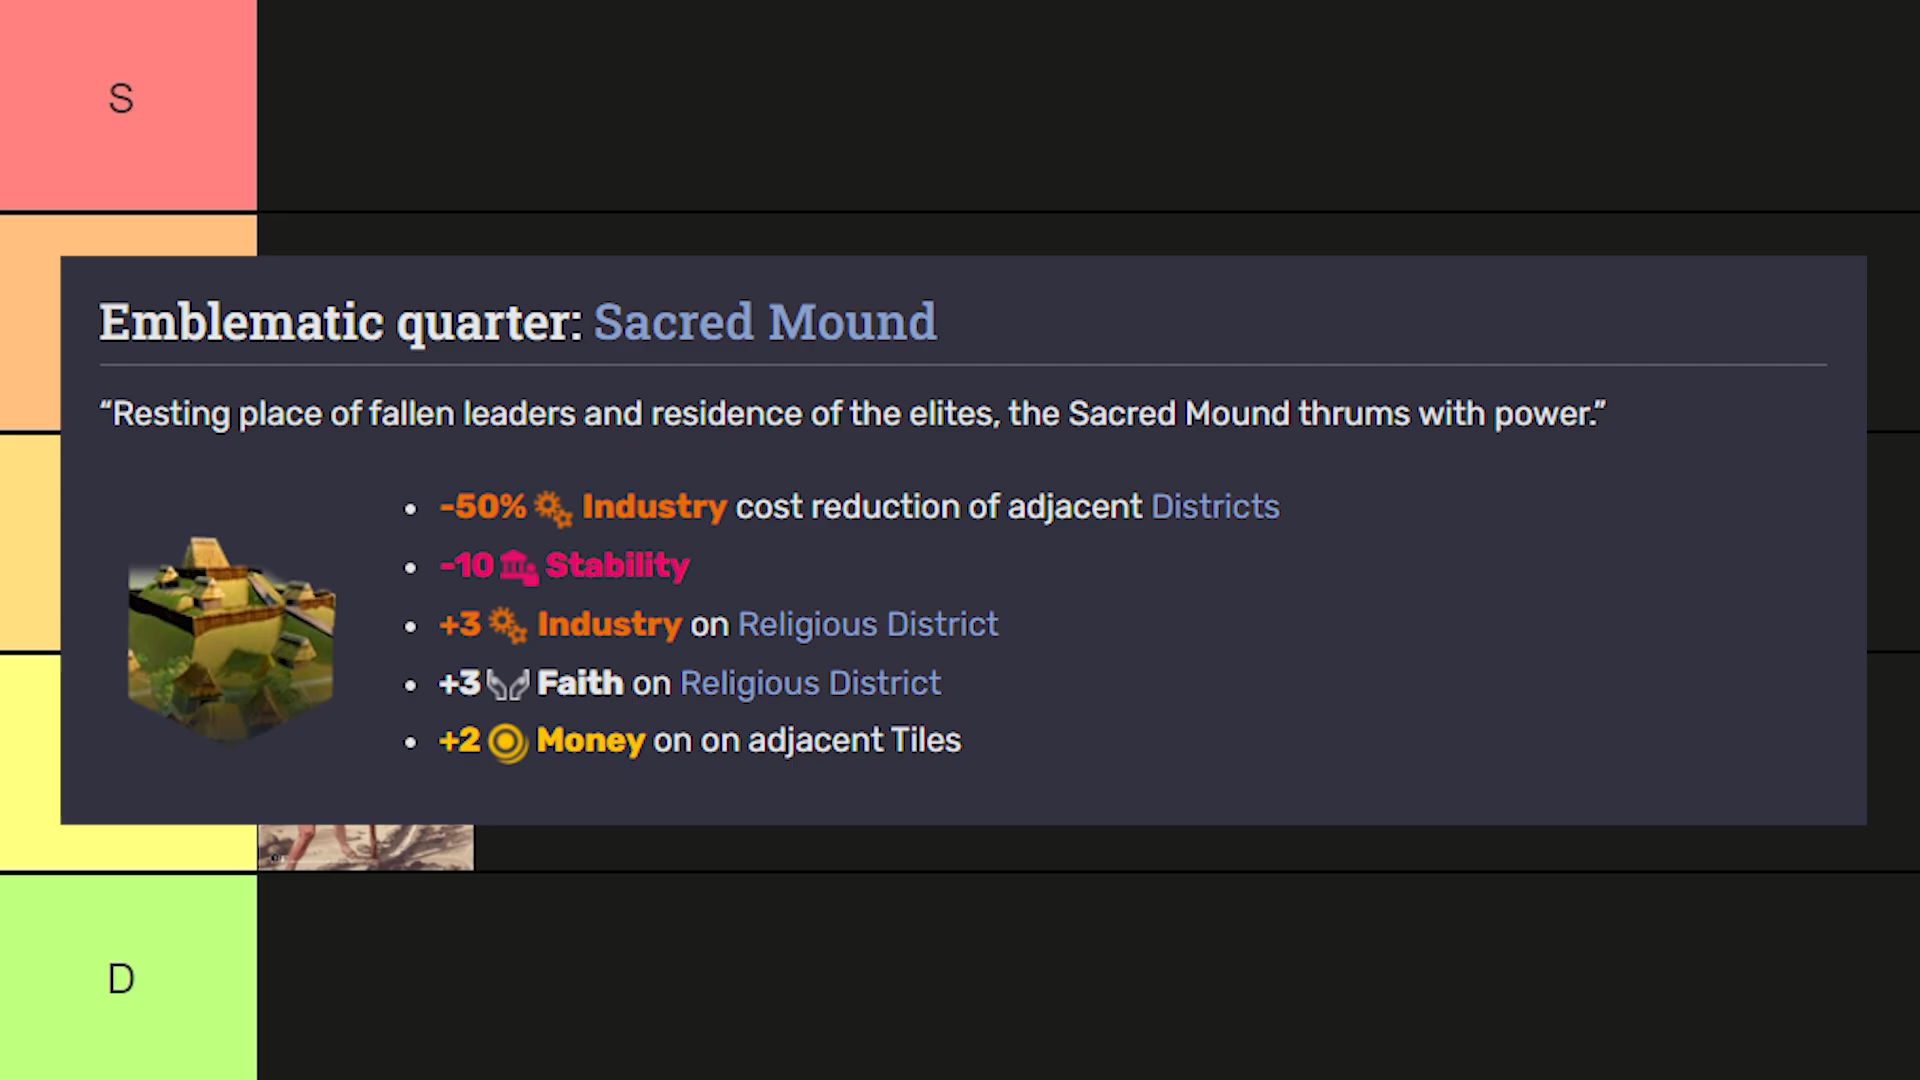 S
Emblematic quarter: Sacred Mound
“Resting place of fallen leaders and residence of the elites, the Sacred Mound thrums with power.”
-50% Industry cost reduction of adjacent Districts
-10 Stability
+3 Industry on Religious District
+3 Faith on Religious District
+2 Money on on adjacent Tiles
D